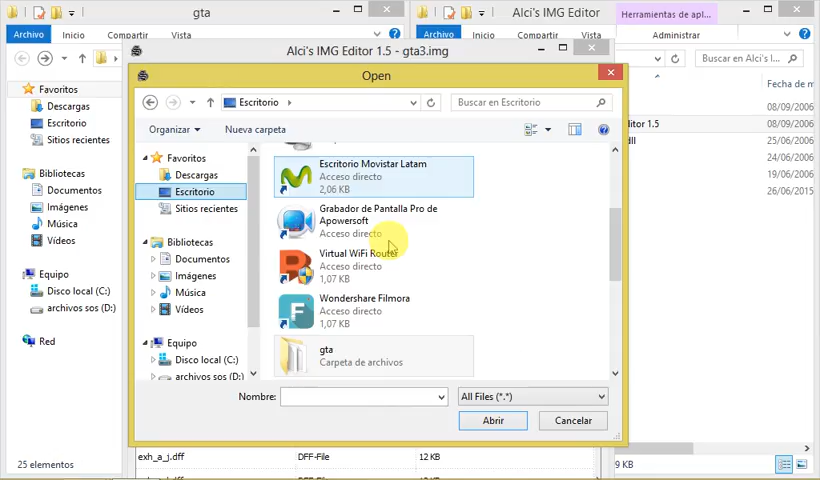 gta
Archivo
Inicio
Compartir
Vista
Alci's IMG Editor
Herramientas de apl...
Archivo
Inicio
Compartir
Vista
Administrar
Alci's IMG Editor 1.5 - gta3.img
Buscar en Alci's I...
Favoritos
Descargas
Escritorio
Sitios recientes
Bibliotecas
Documentos
Imágenes
Música
Vídeos
Equipo
Disco local (C:)
archivos sos (D:)
Red
25 elementos
Open
Escritorio
Buscar en Escritorio
Organizar
Nueva carpeta
Favoritos
Descargas
Escritorio
Sitios recientes
Bibliotecas
Documentos
Imágenes
Música
Vídeos
Equipo
Disco local (C:)
archivos sos (D:)
Escritorio Movistar Latam
Acceso directo
2,06 KB
Grabador de Pantalla Pro de
Apowersoft
Acceso directo
Virtual WiFi Router
Acceso directo
1,07 KB
Wondershare Filmora
Acceso directo
1,07 KB
gta
Carpeta de archivos
Nombre:
All Files (*.*)
Abrir
Cancelar
exh_a_j.dff
DFF-File
12 KB
Fecha de m
08/09/2006
itor 1.5
08/09/2006
dll
25/06/2006
24/06/2006
19/06/2006
26/06/2015
9 KB